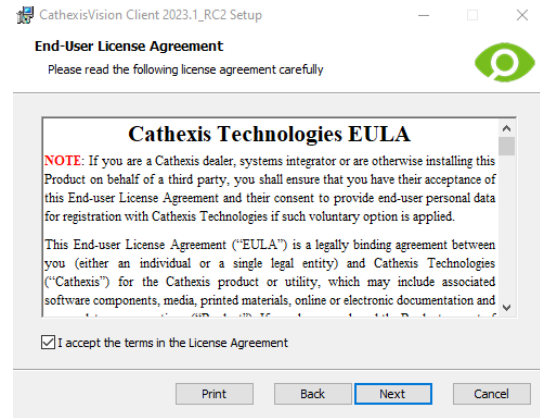 CathexisVision Client 2023.1_RC2 Setup
End-User License Agreement
Please read the following license agreement carefully
Cathexis Technologies EULA
NOTE: If you are a Cathexis dealer, systems integrator or are otherwise installing this
Product on behalf of a third party, you shall ensure that you have their acceptance of
this End-user License Agreement and their consent to provide end-user personal data
for registration with Cathexis Technologies if such voluntary option is applied.
This End-user License Agreement (“EULA”) is a legally binding agreement between
you (either an individual or a single legal entity) and Cathexis Technologies
(“Cathexis”) for the Cathexis product or utility, which may include associated
software components, media, printed materials, online or electronic documentation and
I accept the terms in the License Agreement
Print Back Next Cancel